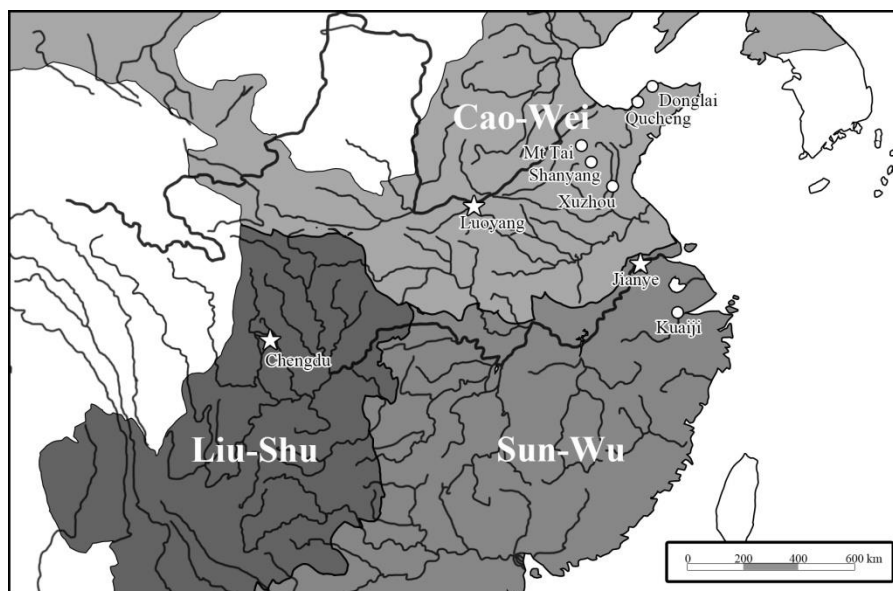 Cao-Wei
Donglai
Qucheng
Mt Tai
Shanyang
Xuzhou
Luoyang
Jianye
Kuaiji
Chengdu
Liu-Shu
Sun-Wu
0 200 400 600 km